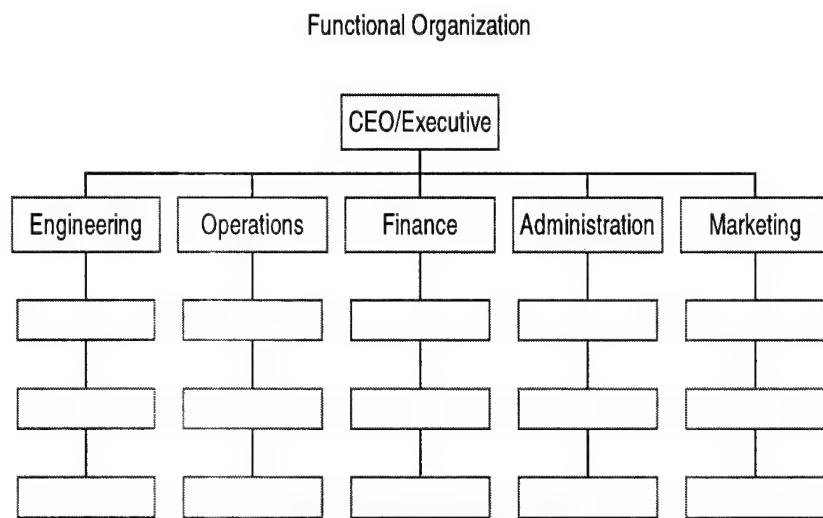 Functional Organization
CEO/Executive
Engineering
Operations
Finance
Administration
Marketing